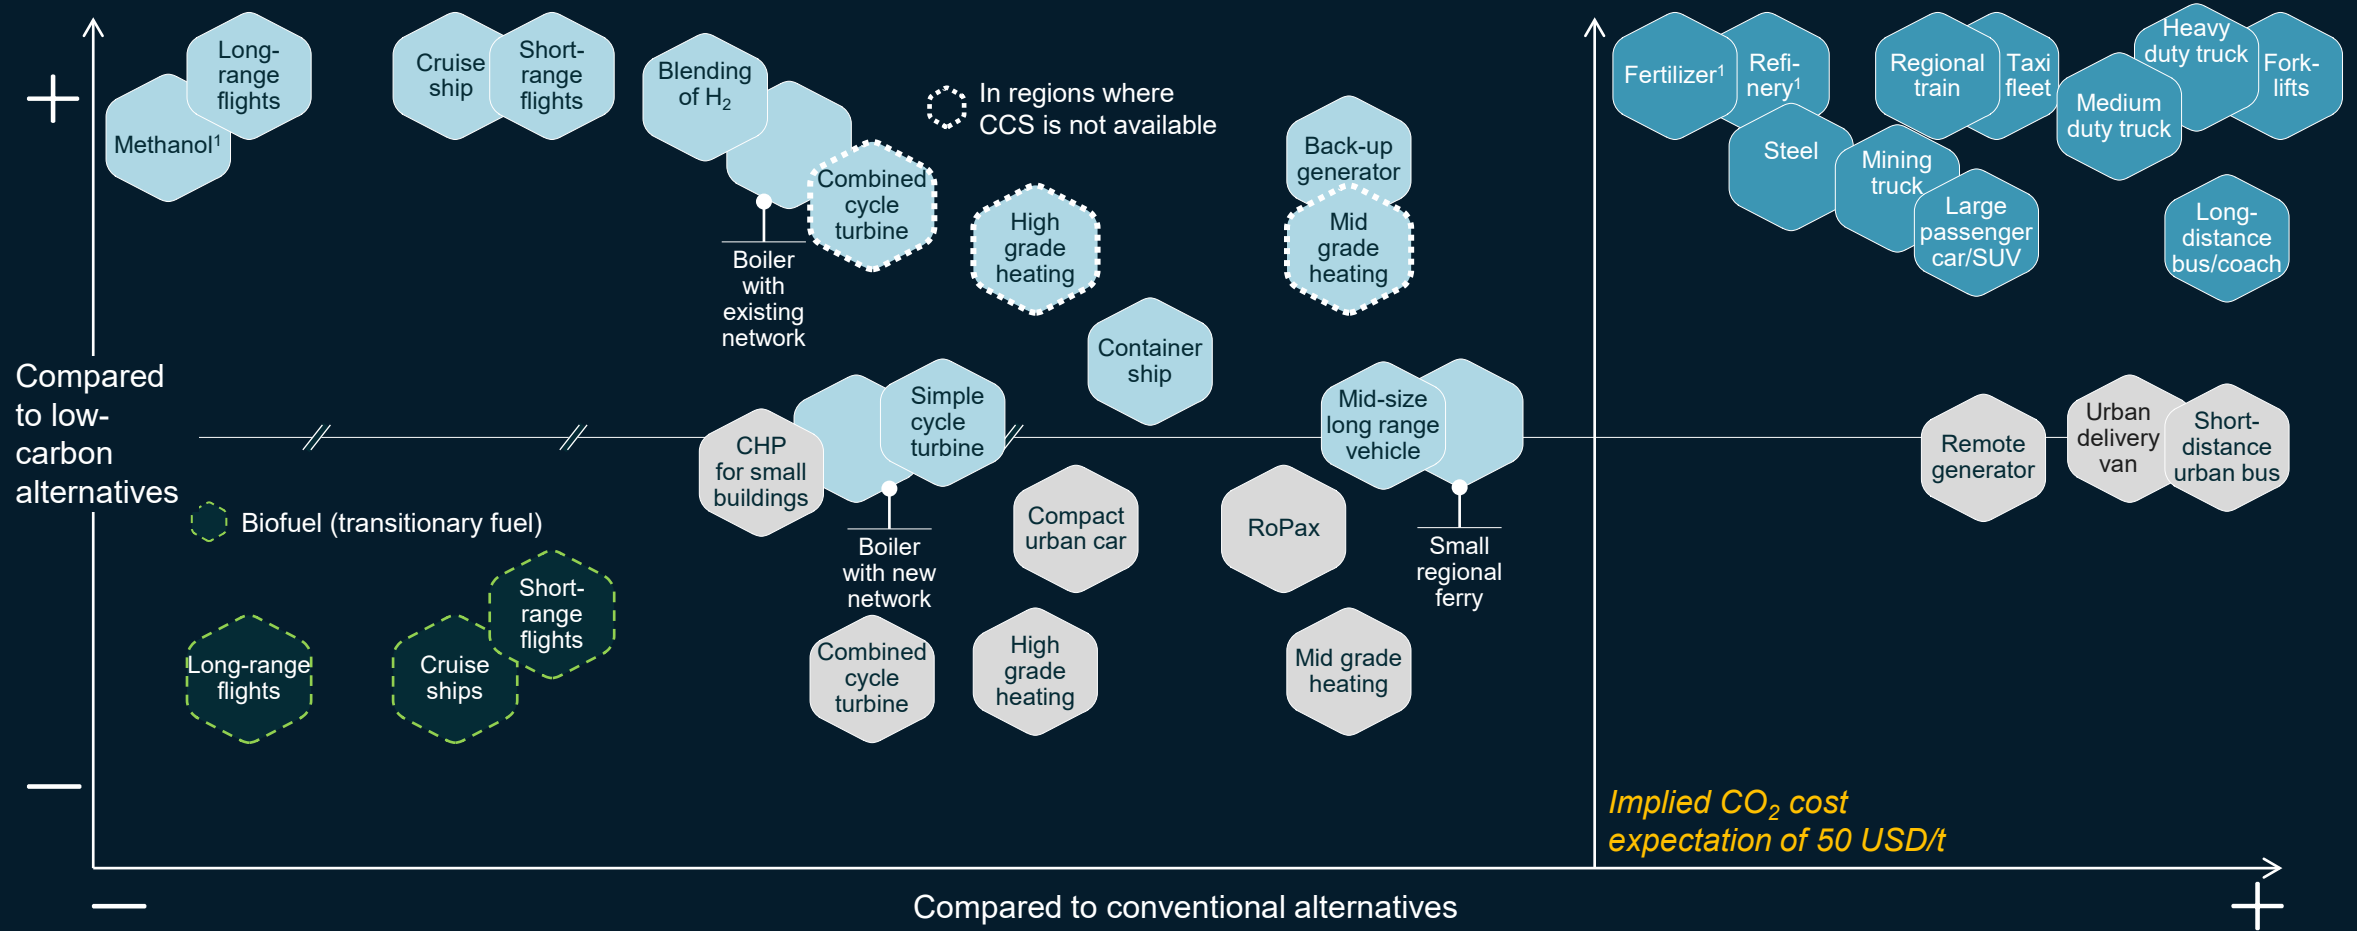 Long-
range
flights
Methanol¹
Cruise
ship
Short-
range
flights
Blending
of H₂
In regions where
CCS is not available
Combined
cycle
turbine
Boiler
with
existing
network
High
grade
heating
Back-up
generator
Mid
grade
heating
Container
ship
Fertilizer¹
Refi-
nery¹
Steel
Regional
train
Taxi
fleet
Mining
truck
Large
passenger
car/SUV
Medium
duty truck
Heavy
duty truck
Fork-
lifts
Long-
distance
bus/coach
Compared
to low-
carbon
alternatives
CHP
for small
buildings
Simple
cycle
turbine
Boiler
with new
network
Mid-size
long range
vehicle
Small
regional
ferry
Compact
urban car
RoPax
Remote
generator
Urban
delivery
van
Short-
distance
urban bus
Biofuel (transitionary fuel)
Long-range
flights
Cruise
ships
Short-
range
flights
Combined
cycle
turbine
High
grade
heating
Mid grade
heating
Implied CO₂ cost
expectation of 50 USD/t
Compared to conventional alternatives